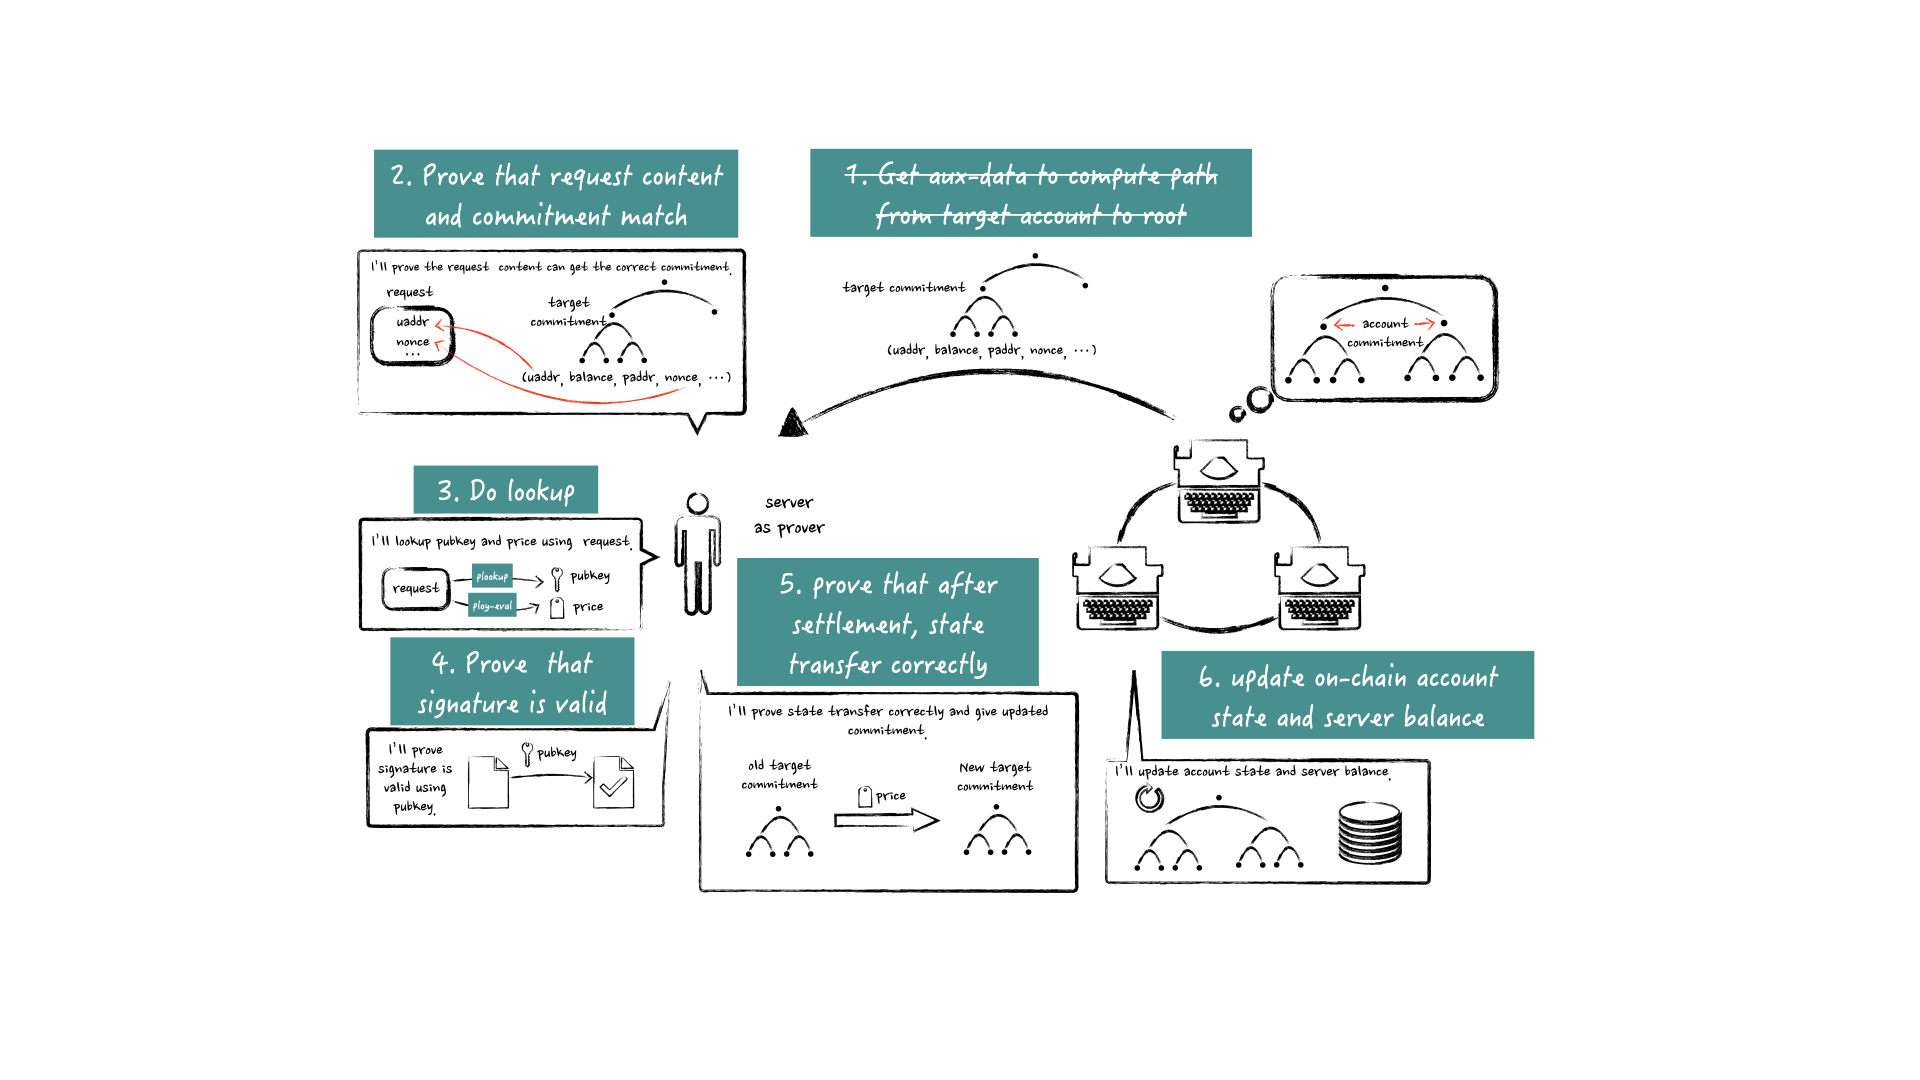 2. Prove that request content
and commitment match
I'll prove the request content can get the correct commitment.
request
uaddr
nonce
...
target
commitment
(uaddr, balance, paddr, nonce, ...)
1. Get aux-data to compute path
from target account to root
target commitment
(uaddr, balance, paddr, nonce, ...)
account
commitment
3. Do lookup
I'll lookup pubkey and price using request.
request
plookup
pubkey
ploy-eval
price
server
as prover
4. Prove that
signature is valid
I'll prove
signature is
valid using
pubkey.
pubkey
5. prove that after
settlement, state
transfer correctly
I'll prove state transfer correctly and give updated
commitment.
old target
commitment
price
New target
commitment
6. update on-chain account
state and server balance
I'll update account state and server balance.